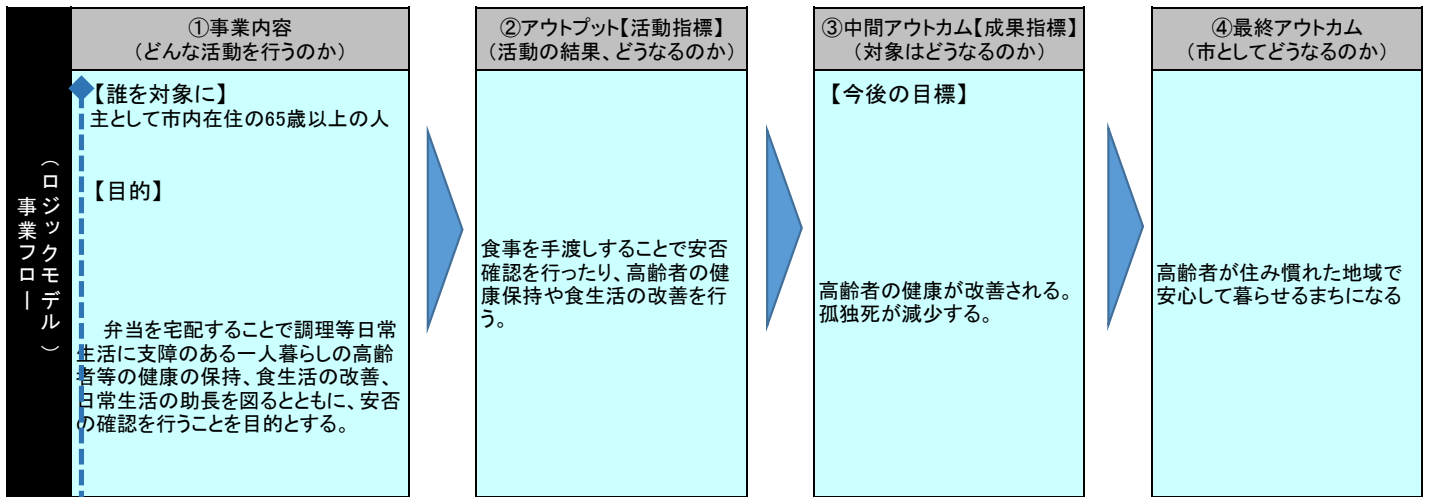 事業フロー
（ロジックモデル）
①事業内容
（どんな活動を行うのか）
【誰を対象に】
主として市内在住の65歳以上の人
【目的】
弁当を宅配することで調理等日常
生活に支障のある一人暮らしの高齢
者等の健康の保持、食生活の改善、
日常生活の助長を図るとともに、安否
の確認を行うことを目的とする。
②アウトプット【活動指標】
（活動の結果、どうなるのか）
食事を手渡しすることで安否
確認を行ったり、高齢者の健
康保持や食生活の改善を行
う。
③中間アウトカム【成果指標】
（対象はどうなるのか）
【今後の目標】
高齢者の健康が改善される。
孤独死が減少する。
④最終アウトカム
（市としてどうなるのか）
高齢者が住み慣れた地域で
安心して暮らせるまちになる